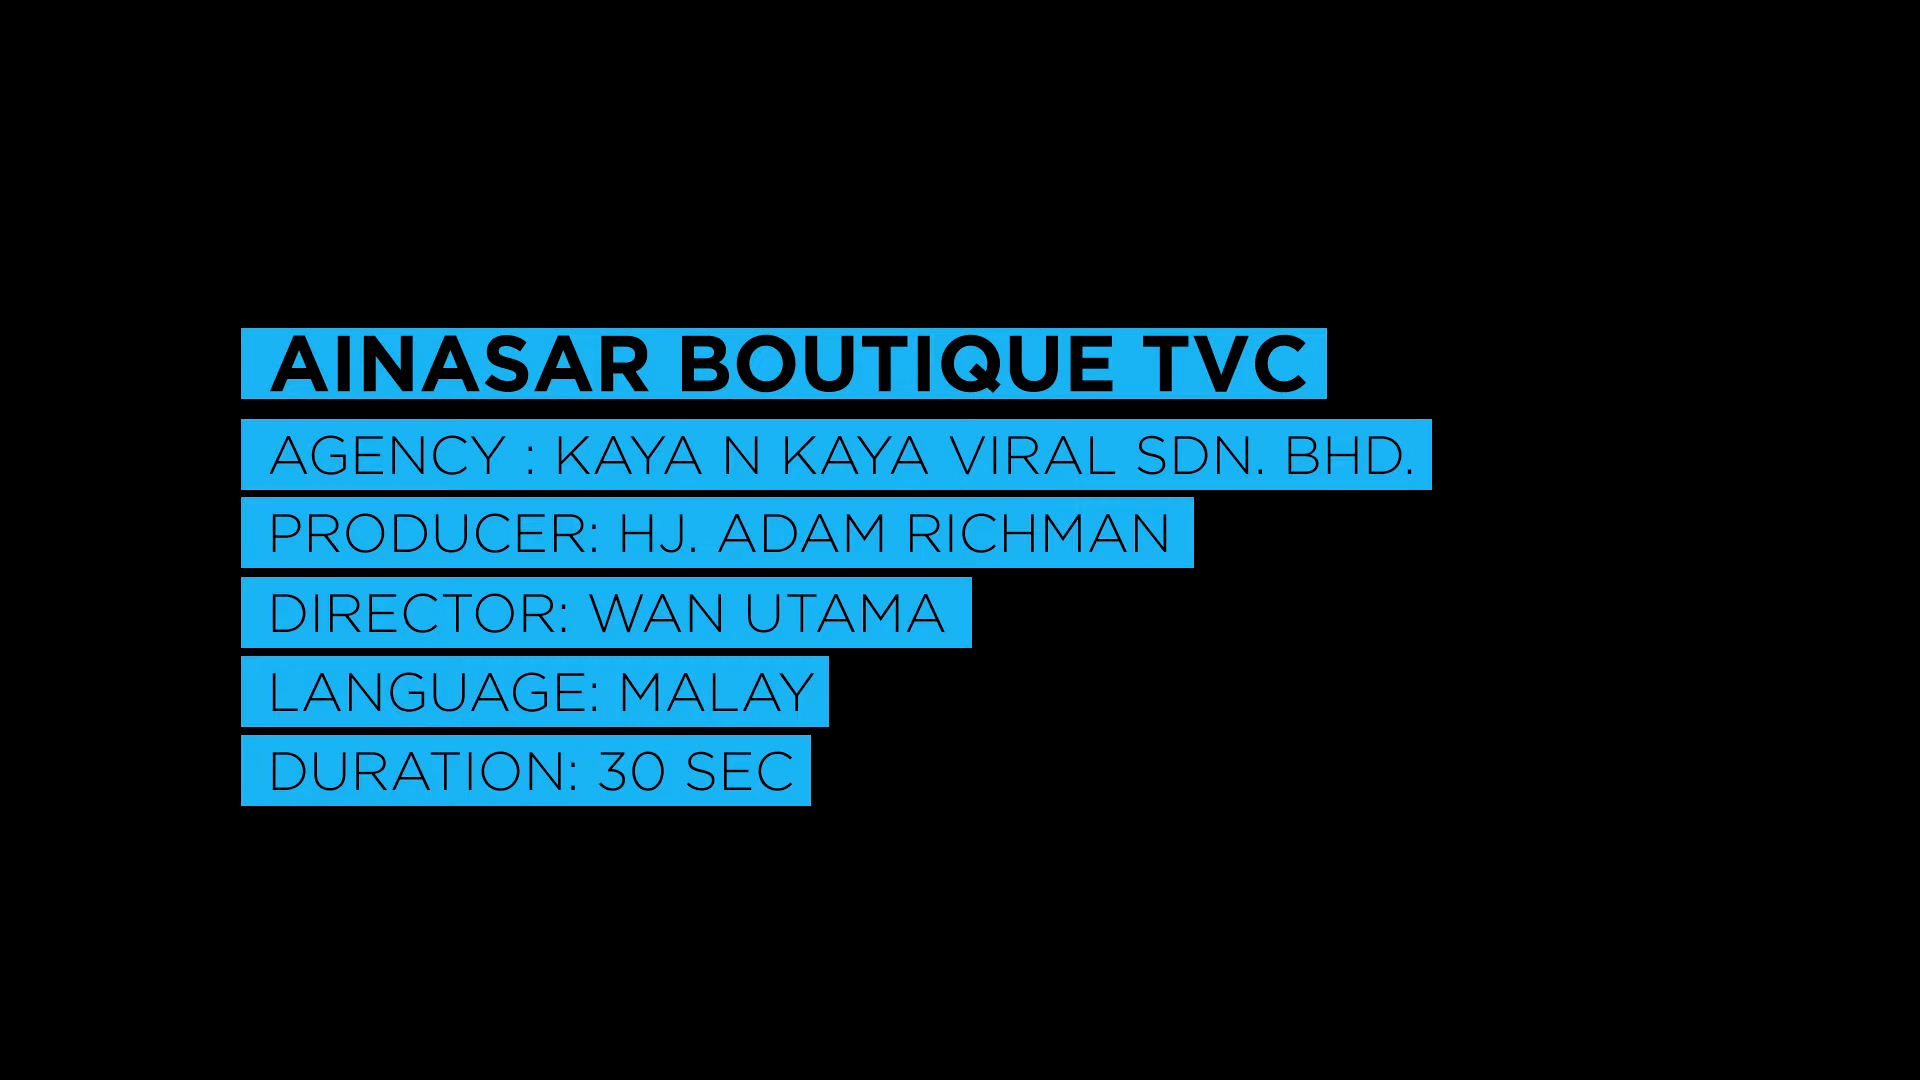 AINASAR BOUTIQUE TVC
AGENCY : KAYA N KAYA VIRAL SDN. BHD.
PRODUCER: HJ. ADAM RICHMAN
DIRECTOR: WAN UTAMA
LANGUAGE: MALAY
DURATION: 30 SEC